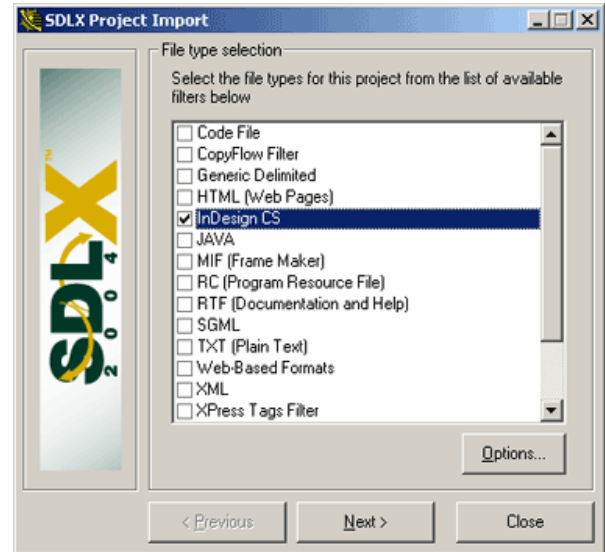 SDLX Project Import
File type selection
Select the file types for this project from the list of available
filters below
Code File
CopyFlow Filter
Generic Delimited
HTML (Web Pages)
InDesign CS
JAVA
MIF (Frame Maker)
RC (Program Resource File)
RTF (Documentation and Help)
SGML
TXT (Plain Text)
Web-Based Formats
XML
XPress Tags Filter
SDLX
2004
TM
Options...
< Previous
Next >
Close